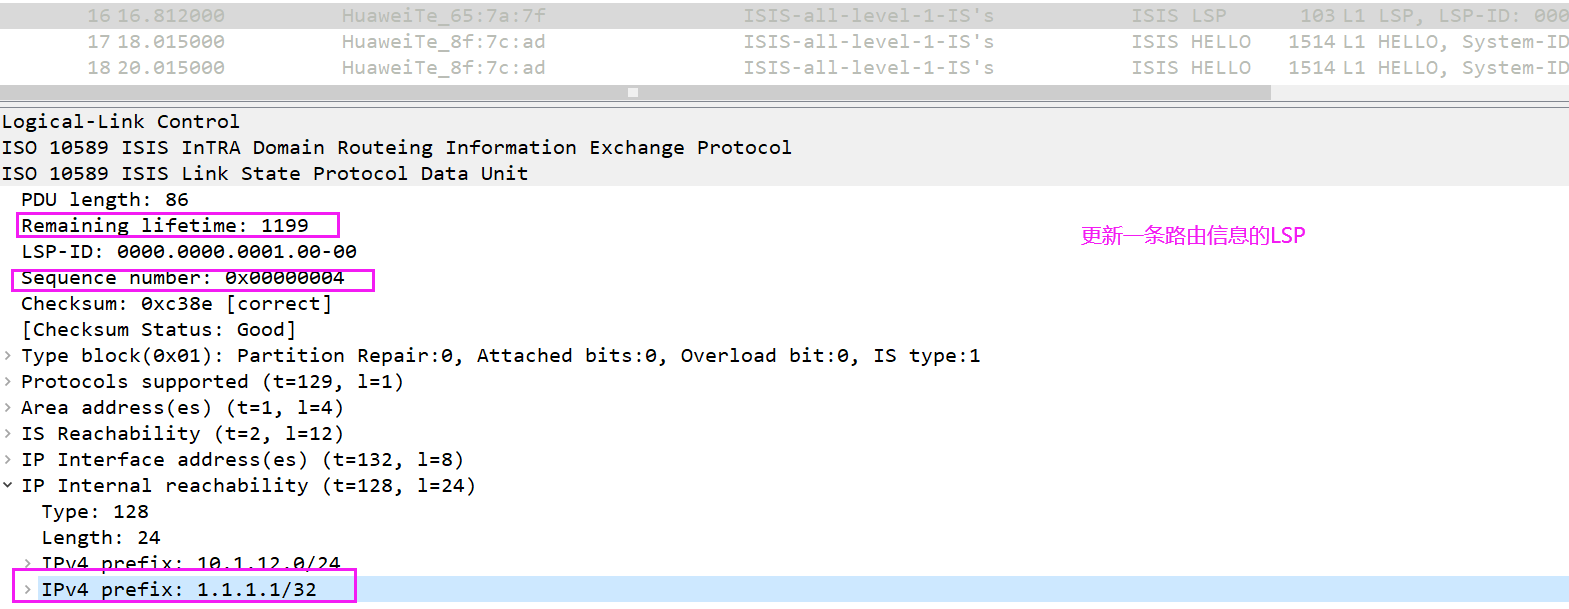 16 16.812000 HuaweiTe_65:7a:7f ISIS-all-level-1-IS's ISIS LSP 103 L1 LSP, LSP-ID: 000
17 18.015000 HuaweiTe_8f:7c:ad ISIS-all-level-1-IS's ISIS HELLO 1514 L1 HELLO, System-ID
18 20.015000 HuaweiTe_8f:7c:ad ISIS-all-level-1-IS's ISIS HELLO 1514 L1 HELLO, System-ID
Logical-Link Control
ISO 10589 ISIS InTRA Domain Routeing Information Exchange Protocol
ISO 10589 ISIS Link State Protocol Data Unit
PDU length: 86
Remaining lifetime: 1199
更新一条路由信息的LSP
LSP-ID: 0000.0000.0001.00-00
Sequence number: 0x00000004
Checksum: 0xc38e [correct]
[Checksum Status: Good]
Type block(0x01): Partition Repair:0, Attached bits:0, Overload bit:0, IS type:1
Protocols supported (t=129, l=1)
Area address(es) (t=1, l=4)
IS Reachability (t=2, l=12)
IP Interface address(es) (t=132, l=8)
IP Internal reachability (t=128, l=24)
Type: 128
Length: 24
IPv4 prefix: 10.1.12.0/24
IPv4 prefix: 1.1.1.1/32